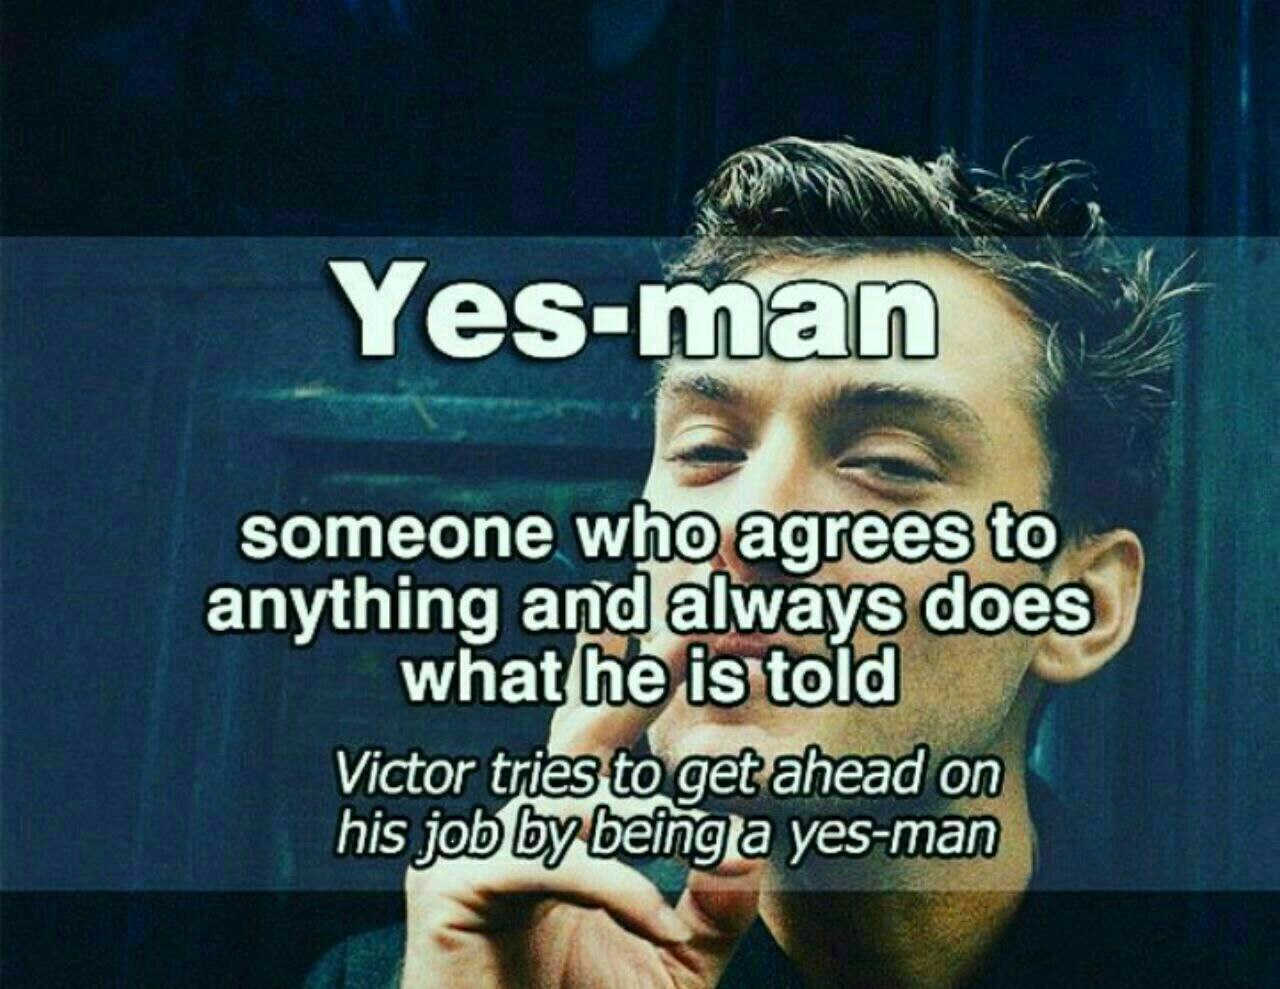 Yes-man
someone who agrees to
anything and always does
what he is told
Victor tries to get ahead on
his job by being a yes-man